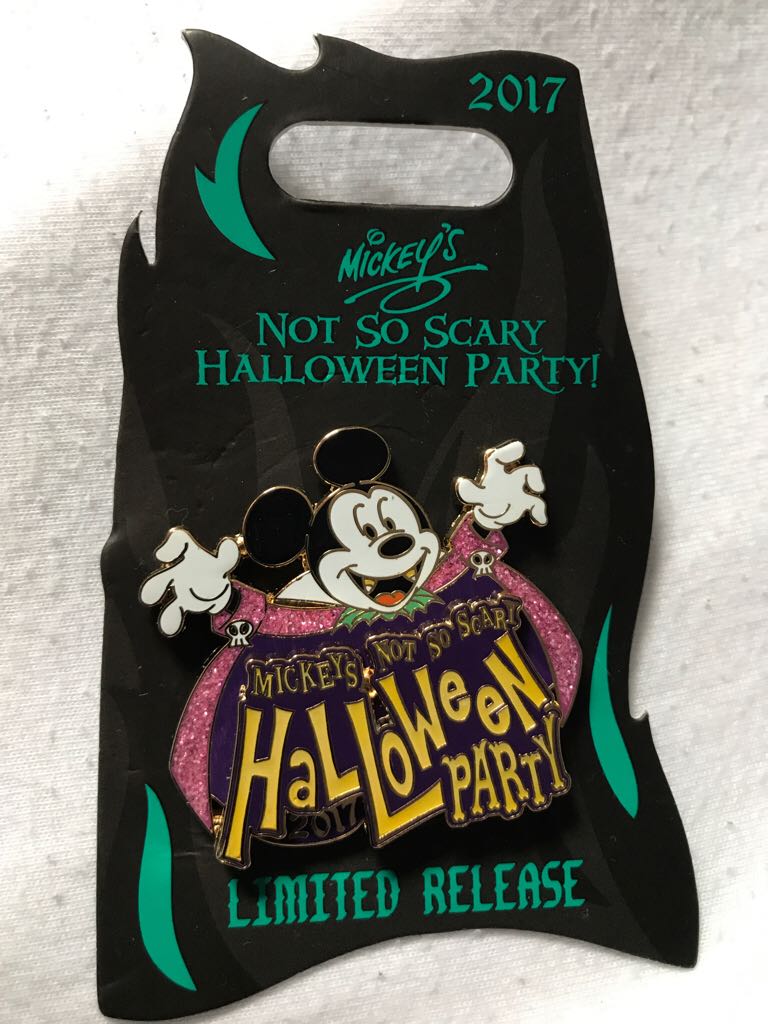 2017
Mickey's
Not So Scary
Halloween Party!
MICKEY'S NOT SO SCARY
HaLLoWeeN
PARTY
2017
LIMITED RELEASE